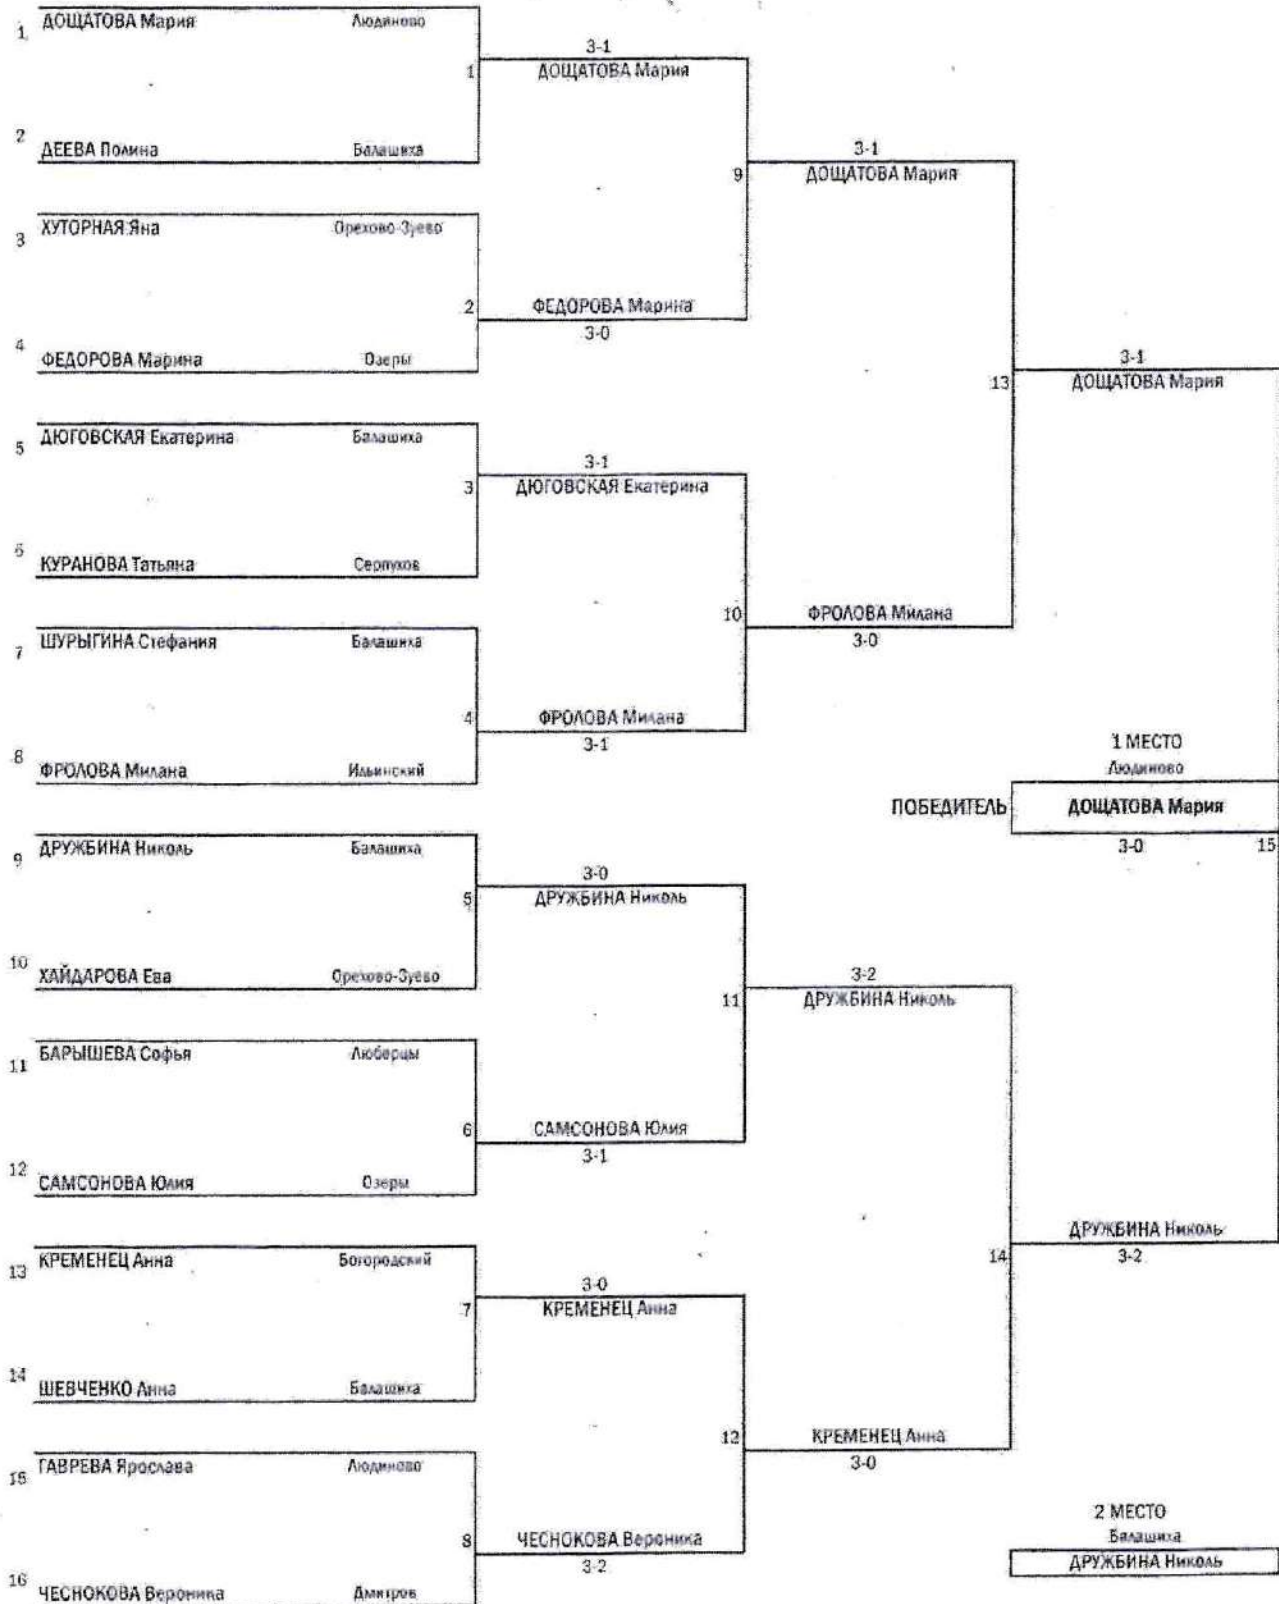 1 ДОЩАТОВА Мария Людиново
3-1
1 ДОЩАТОВА Мария
2 ДЕЕВА Полина Балашиха
3-1
9 ДОЩАТОВА Мария
3 ХУТОРНАЯ Яна Орехово-Зуево
2 ФЕДОРОВА Марина
3-0
4 ФЕДОРОВА Марина Озеры
3-1
13 ДОЩАТОВА Мария
5 ДЮГОВСКАЯ Екатерина Балашиха
3-1
3 ДЮГОВСКАЯ Екатерина
6 КУРАНОВА Татьяна Серпухов
10 ФРОЛОВА Милана
3-0
7 ШУРЫГИНА Стефания Балашиха
4 ФРОЛОВА Милана
3-1
8 ФРОЛОВА Милана Ильинский
1 МЕСТО
Людиново
ПОБЕДИТЕЛЬ ДОЩАТОВА Мария
3-0 15
9 ДРУЖБИНА Николь Балашиха
3-0
5 ДРУЖБИНА Николь
10 ХАЙДАРОВА Ева Орехово-Зуево
3-2
11 ДРУЖБИНА Николь
11 БАРЫШЕВА Софья Люберцы
6 САМСОНОВА Юлия
3-1
12 САМСОНОВА Юлия Озеры
ДРУЖБИНА Николь
14 3-2
13 КРЕМЕНЕЦ Анна Богородский
3-0
7 КРЕМЕНЕЦ Анна
14 ШЕВЧЕНКО Анна Балашиха
12 КРЕМЕНЕЦ Анна
3-0
15 ГАВРЕВА Ярослава Людиново
8 ЧЕСНОКОВА Вероника
3-2
16 ЧЕСНОКОВА Вероника Дмитров
2 МЕСТО
Балашиха
ДРУЖБИНА Николь